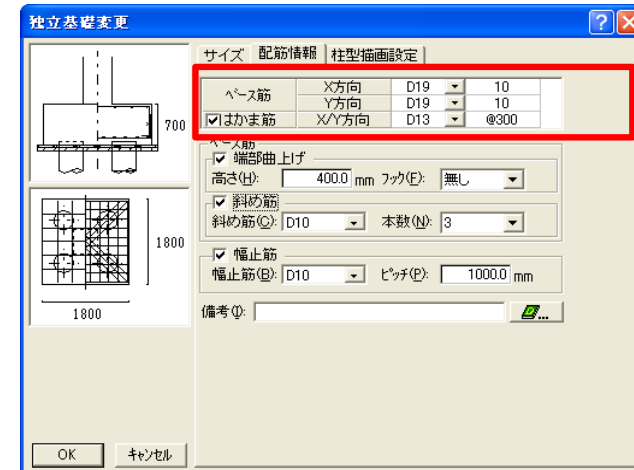 独立基礎変更
サイズ 配筋情報 柱型描画設定
ベース筋 X方向 D19 10
Y方向 D19 10
はかま筋 X/Y方向 D13 @300
700
ベース筋
端部曲上げ
高さ(H): 400.0 mm フック(F): 無し
斜め筋
斜め筋(C): D10 本数(N): 3
1800
幅止筋
幅止筋(B): D10 ピッチ(P): 1000.0 mm
1800
備考(I): ...
OK キャンセル